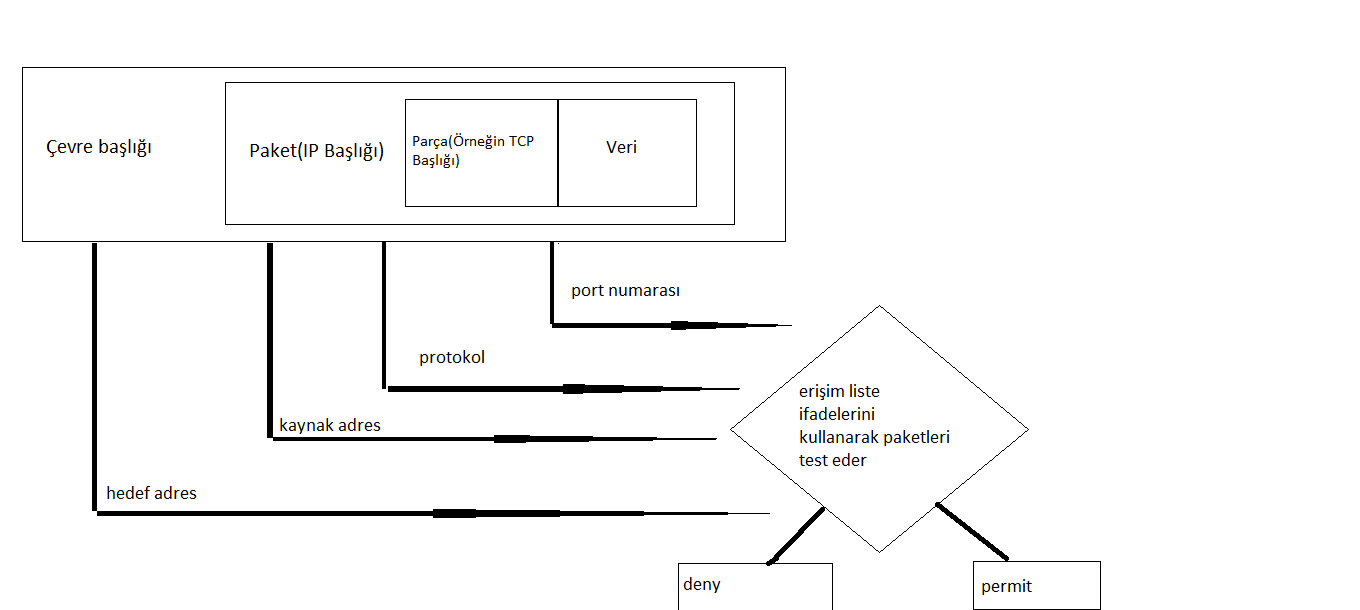 Çevre başlığı
Paket(IP Başlığı)
Parça(Örneğin TCP
Başlığı)
Veri
port numarası
protokol
kaynak adres
hedef adres
erişim liste
ifadelerini
kullanarak paketleri
test eder
deny
permit